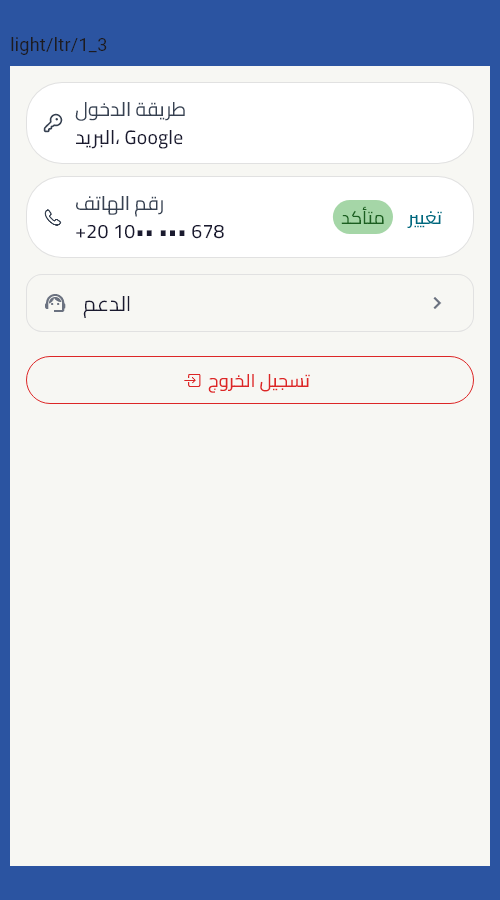 light/ltr/1_3
طريقة الدخول
البريد، Google
رقم الهاتف
+20 10•• ••• 678
متأكد
تغيير
الدعم
تسجيل الخروج